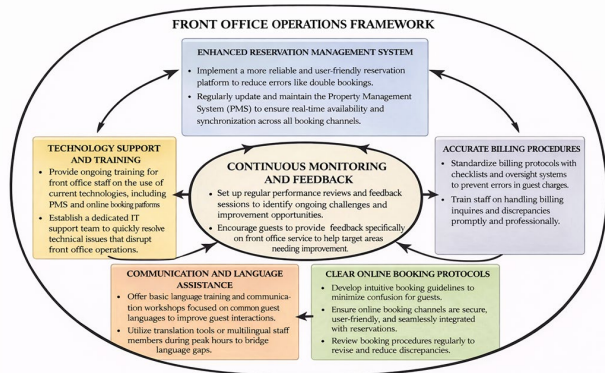 FRONT OFFICE OPERATIONS FRAMEWORK
ENHANCED RESERVATION MANAGEMENT SYSTEM
• Implement a more reliable and user-friendly reservation
platform to reduce errors like double bookings.
• Regularly update and maintain the Property Management
System (PMS) to ensure real-time availability and
synchronization across all booking channels.
TECHNOLOGY SUPPORT
AND TRAINING
• Provide ongoing training for
front office staff on the use of
current technologies, including
PMS and online booking platfoms
• Establish a dedicated IT
support team to quickly resolve
technical issues that disrupt
front office operations.
CONTINUOUS MONITORING
AND FEEDBACK
• Set up regular performance reviews and feedback
sessions to identify ongoing challenges and
improvement opportunities.
• Encourage guests to provide feedback specifically
on front office service to help target areas
needing improvement.
ACCURATE BILLING PROCEDURES
• Standardize billing protocols with
checklists and oversight systems
to prevent errors in guest charges.
• Train staff on handling billing
inquires and discrepancies
promptly and professionally.
COMMUNICATION AND LANGUAGE
ASSISTANCE
• Offer basic language training and communica-
tion workshops focused on common guest
languages to improve guest interactions.
• Utilize translation tools or multilingual staff
members during peak hours to bridge
language gaps.
CLEAR ONLINE BOOKING PROTOCOLS
• Develop intuitive booking guidelines to
minimize confusion for guests.
• Ensure online booking channels are secure,
user-friendly, and seamlessly integrated
with reservations.
• Review booking procedures regularly to
revise and reduce discrepancies.